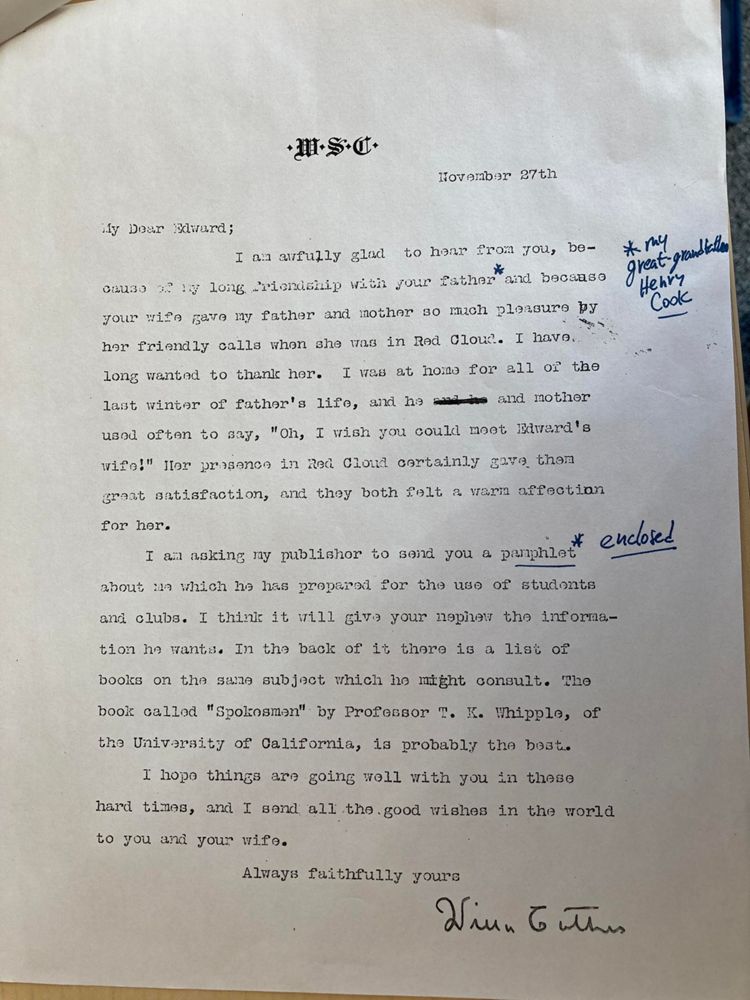 ·W·S·C·
November 27th
My Dear Edward;
I am awfully glad to hear from you, be-
cause of my long friendship with your father* and because
* my
great-grandfather
Henry
Cook
your wife gave my father and mother so much pleasure by
her friendly calls when she was in Red Cloud. I have
long wanted to thank her. I was at home for all of the
last winter of father's life, and he and he and mother
used often to say, "Oh, I wish you could meet Edward's
wife!" Her presence in Red Cloud certainly gave them
great satisfaction, and they both felt a warm affection
for her.
I am asking my publisher to send you a pamphlet* enclosed
about me which he has prepared for the use of students
and clubs. I think it will give your nephew the informa-
tion he wants. In the back of it there is a list of
books on the same subject which he might consult. The
book called "Spokesmen" by Professor T. K. Whipple, of
the University of California, is probably the best.
I hope things are going well with you in these
hard times, and I send all the good wishes in the world
to you and your wife.
Always faithfully yours
Willa Cather